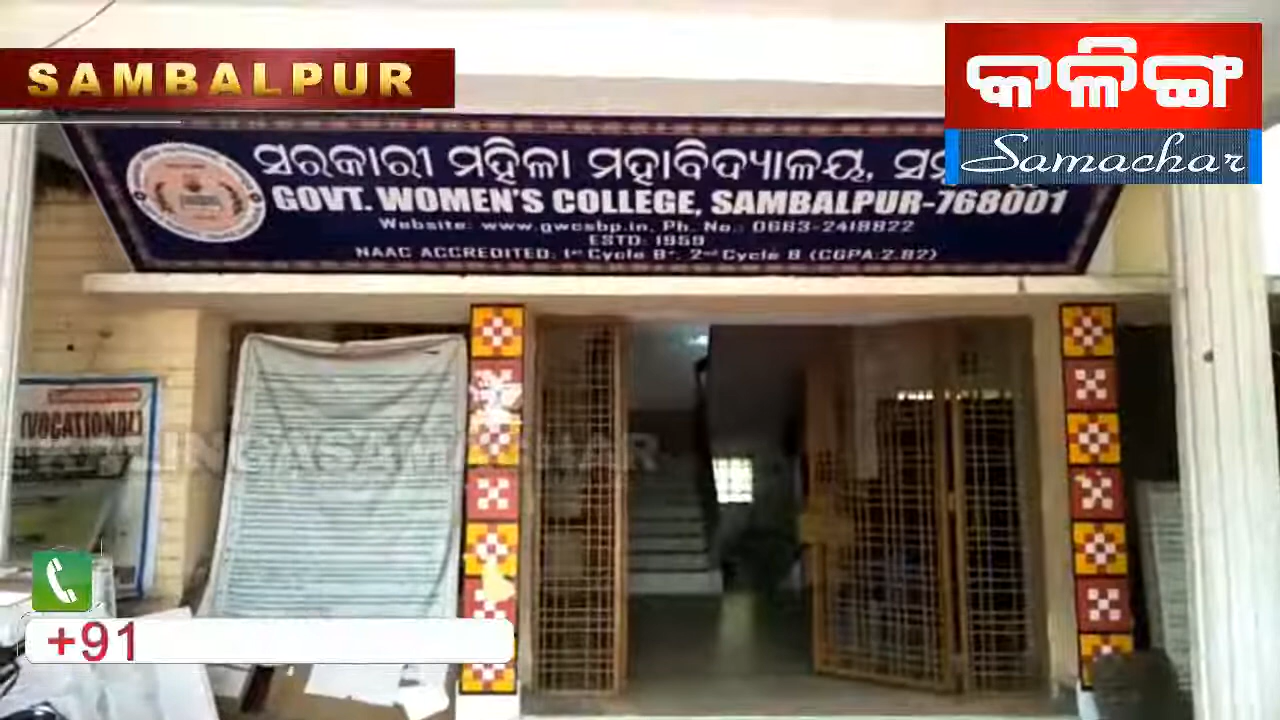 SAMBALPUR
କଳିଙ୍ଗ
Samachar
ସରକାରୀ ମହିଳା ମହାବିଦ୍ୟାଳୟ,
GOVT. WOMEN'S COLLEGE, SAMBALPUR-768001
Website: www.gwcsbp.in, Ph. No.: 0663-2418822
ESTD: 1959
NAAC ACCREDITED: 1st Cycle B+, 2nd Cycle B (CGPA:2.82)
(VOCATIONAL)
KALINGASAMACHAR
+91